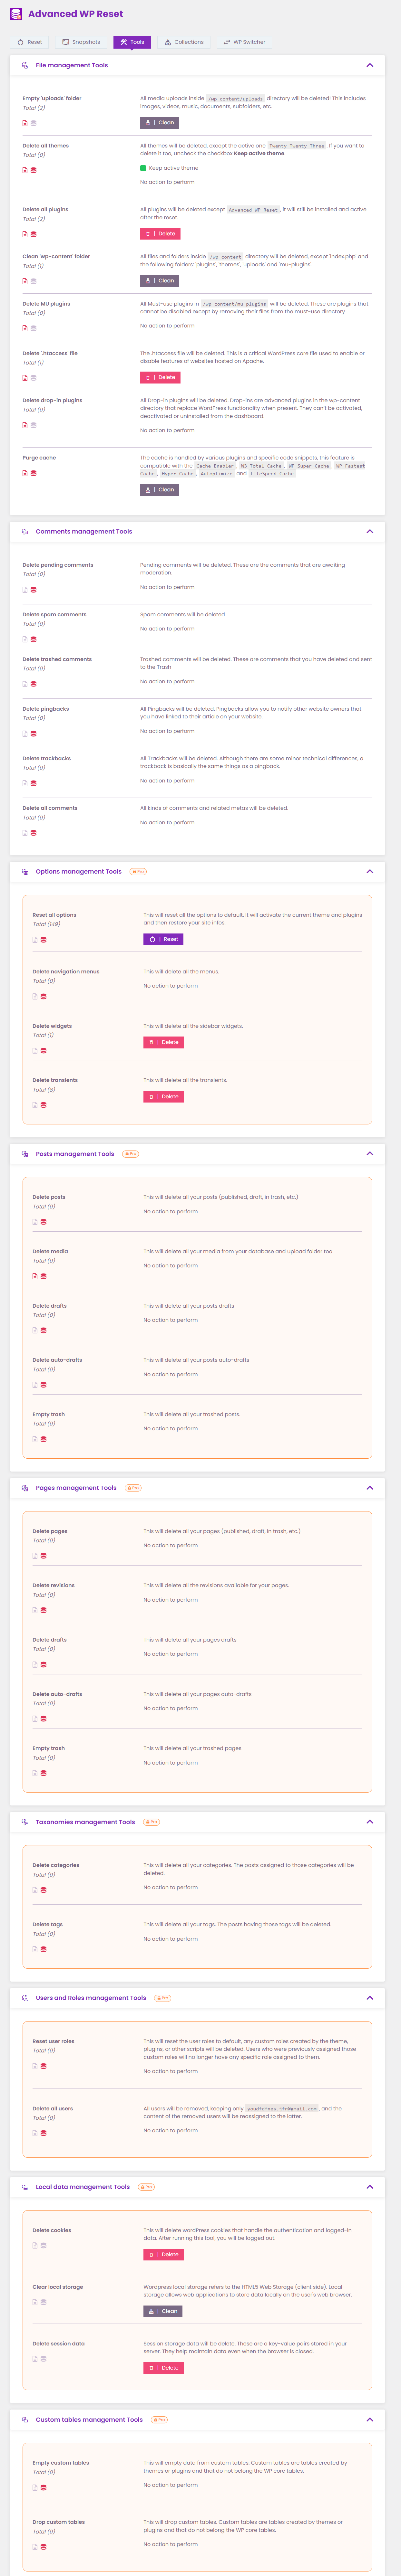 Advanced WP Reset
Reset Snapshots Tools Collections WP Switcher
File management Tools
Empty 'uploads' folder
Total (2)
All media uploads inside /wp-content/uploads directory will be deleted! This includes
images, videos, music, documents, subfolders, etc.
Clean
Delete all themes
Total (0)
All themes will be deleted, except the active one Twenty Twenty-Three. If you want to
delete it too, uncheck the checkbox Keep active theme.
Keep active theme
No action to perform
Delete all plugins
Total (2)
All plugins will be deleted except Advanced WP Reset, it will still be installed and active
after the reset.
Delete
Clean 'wp-content' folder
Total (1)
All files and folders inside /wp-content directory will be deleted, except 'index.php' and
the following folders: 'plugins', 'themes', 'uploads' and 'mu-plugins'.
Clean
Delete MU plugins
Total (0)
All Must-use plugins in /wp-content/mu-plugins will be deleted. These are plugins that
cannot be disabled except by removing their files from the must-use directory.
No action to perform
Delete '.htaccess' file
Total (1)
The .htaccess file will be deleted. This is a critical WordPress core file used to enable or
disable features of websites hosted on Apache.
Delete
Delete drop-in plugins
Total (0)
All Drop-in plugins will be deleted. Drop-ins are advanced plugins in the wp-content
directory that replace WordPress functionality when present. They can't be activated,
deactivated or uninstalled from the dashboard.
No action to perform
Purge cache
The cache is handled by various plugins and specific code snippets, this feature is
compatible with the Cache Enabler, W3 Total Cache, WP Super Cache, WP Fastest
Cache, Hyper Cache, Autoptimize and LiteSpeed Cache
Clean
Comments management Tools
Delete pending comments
Total (0)
Pending comments will be deleted. These are the comments that are awaiting
moderation.
No action to perform
Delete spam comments
Total (0)
Spam comments will be deleted.
No action to perform
Delete trashed comments
Total (0)
Trashed comments will be deleted. These are comments that you have deleted and sent
to the Trash
No action to perform
Delete pingbacks
Total (0)
All Pingbacks will be deleted. Pingbacks allow you to notify other website owners that
you have linked to their article on your website.
No action to perform
Delete trackbacks
Total (0)
All Trackbacks will be deleted. Although there are some minor technical differences, a
trackback is basically the same things as a pingback.
No action to perform
Delete all comments
Total (0)
All kinds of comments and related metas will be deleted.
No action to perform
Options management Tools Pro
Reset all options
Total (149)
This will reset all the options to default. It will activate the current theme and plugins
and then restore your site infos.
Reset
Delete navigation menus
Total (0)
This will delete all the menus.
No action to perform
Delete widgets
Total (1)
This will delete all the sidebar widgets.
Delete
Delete transients
Total (8)
This will delete all the transients.
Delete
Posts management Tools Pro
Delete posts
Total (0)
This will delete all your posts (published, draft, in trash, etc.)
No action to perform
Delete media
Total (0)
This will delete all your media from your database and upload folder too
No action to perform
Delete drafts
Total (0)
This will delete all your posts drafts
No action to perform
Delete auto-drafts
Total (0)
This will delete all your posts auto-drafts
No action to perform
Empty trash
Total (0)
This will delete all your trashed posts.
No action to perform
Pages management Tools Pro
Delete pages
Total (0)
This will delete all your pages (published, draft, in trash, etc.)
No action to perform
Delete revisions
Total (0)
This will delete all the revisions available for your pages.
No action to perform
Delete drafts
Total (0)
This will delete all your pages drafts
No action to perform
Delete auto-drafts
Total (0)
This will delete all your pages auto-drafts
No action to perform
Empty trash
Total (0)
This will delete all your trashed pages
No action to perform
Taxonomies management Tools Pro
Delete categories
Total (0)
This will delete all your categories. The posts assigned to those categories will be
deleted.
No action to perform
Delete tags
Total (0)
This will delete all your tags. The posts having those tags will be deleted.
No action to perform
Users and Roles management Tools Pro
Reset user roles
Total (0)
This will reset the user roles to default, any custom roles created by the theme,
plugins, or other scripts will be deleted. Users who were previously assigned those
custom roles will no longer have any specific role assigned to them.
No action to perform
Delete all users
Total (0)
All users will be removed, keeping only , and the
content of the removed users will be reassigned to the latter.
No action to perform
Local data management Tools Pro
Delete cookies
This will delete wordPress cookies that handle the authentication and logged-in
data. After running this tool, you will be logged out.
Delete
Clear local storage
Wordpress local storage refers to the HTML5 Web Storage (client side). Local
storage allows web applications to store data locally on the user's web browser.
Clean
Delete session data
Session storage data will be delete. These are a key-value pairs stored in your
server. They help maintain data even when the browser is closed.
Delete
Custom tables management Tools Pro
Empty custom tables
Total (0)
This will empty data from custom tables. Custom tables are tables created by
themes or plugins and that do not belong the WP core tables.
No action to perform
Drop custom tables
Total (0)
This will drop custom tables. Custom tables are tables created by themes or
plugins and that do not belong the WP core tables.
No action to perform